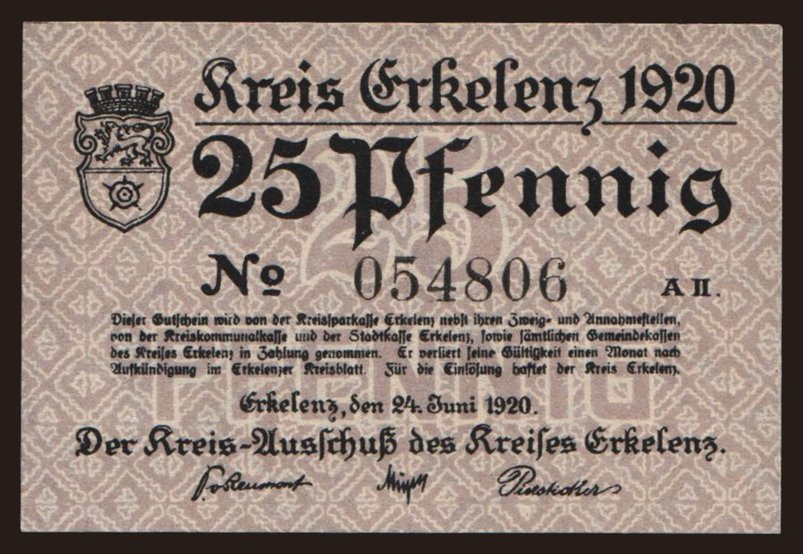 Kreis Erkelenz 1920
25 Pfennig
25
No 054806 A II.
Dieser Gutschein wird von der Kreissparkasse Erkelenz nebst ihren Zweig- und Annahmestellen,
von der Kreiskommunalkasse und der Stadtkasse Erkelenz, sowie sämtlichen Gemeindekassen
des Kreises Erkelenz in Zahlung genommen. Er verliert seine Gültigkeit einen Monat nach
Aufkündigung im Erkelenzer Kreisblatt. Für die Einlösung haftet der Kreis Erkelenz.
PFENNIG
Erkelenz, den 24. Juni 1920.
Der Kreis-Ausschuß des Kreises Erkelenz.